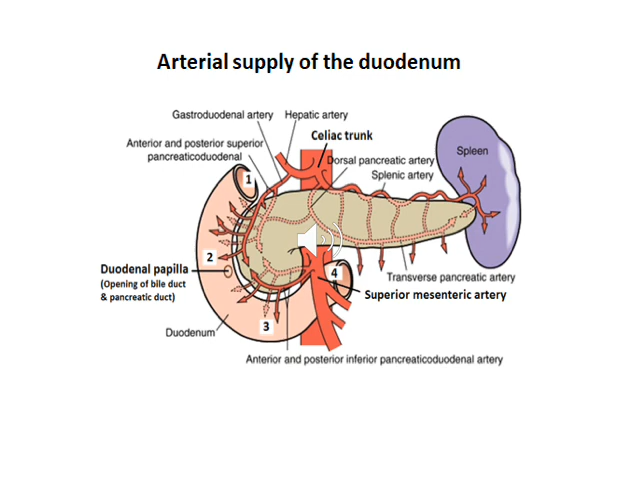 Arterial supply of the duodenum
Gastroduodenal artery
Hepatic artery
Celiac trunk
Anterior and posterior superior
pancreaticoduodenal
Dorsal pancreatic artery
Splenic artery
Spleen
1
2
Duodenal papilla
(Opening of bile duct
& pancreatic duct)
4
Transverse pancreatic artery
Superior mesenteric artery
3
Duodenum
Anterior and posterior inferior pancreaticoduodenal artery